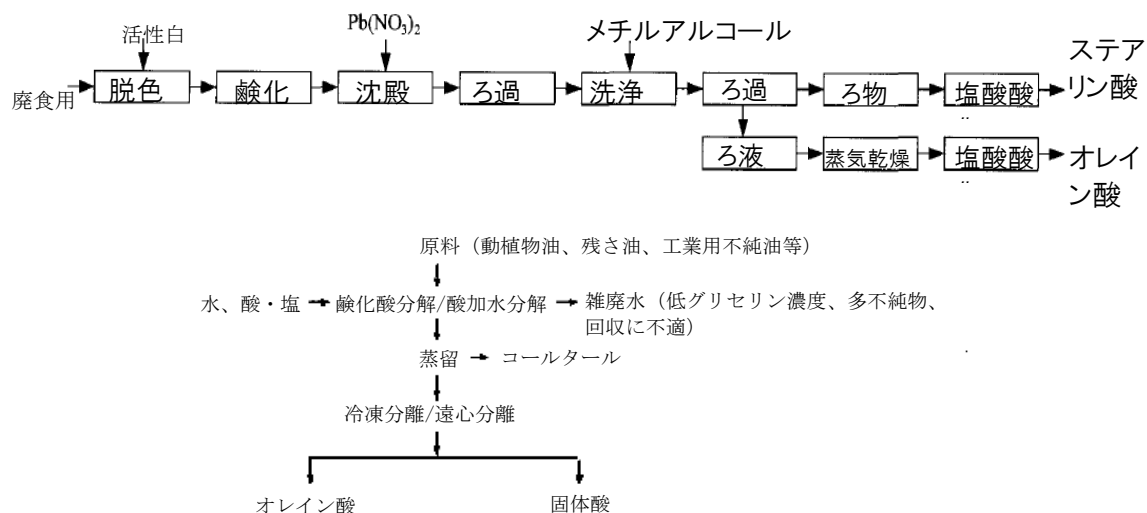 活性白
Pb(NO₃)₂
メチルアルコール
廃食用
脱色
鹸化
沈殿
ろ過
洗浄
ろ過
ろ物
塩酸酸
ステア
リン酸
ろ液
蒸気乾燥
塩酸酸
オレイ
ン酸
原料（動植物油、残さ油、工業用不純油等）
水、酸・塩
鹸化酸分解/酸加水分解
雑廃水（低グリセリン濃度、多不純物、
回収に不適）
蒸留
コールタール
冷凍分離/遠心分離
オレイン酸
固体酸